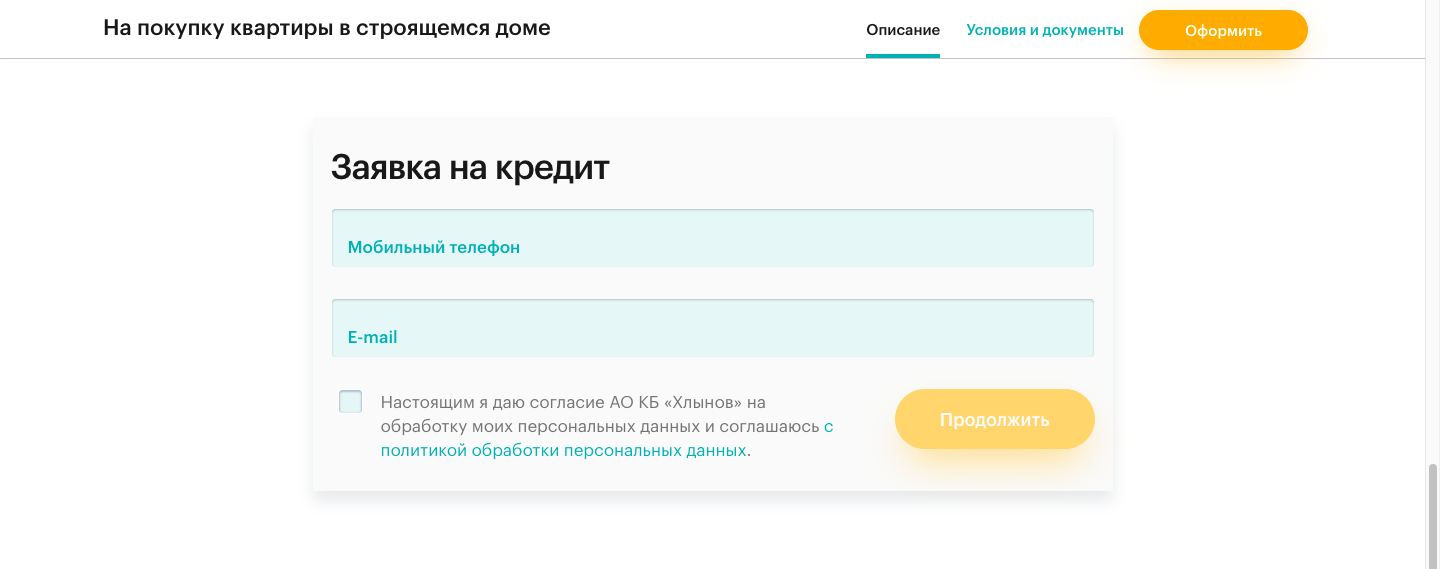 На покупку квартиры в строящемся доме
Описание
Условия и документы
Оформить
Заявка на кредит
Мобильный телефон
E-mail
Настоящим я даю согласие АО КБ «Хлынов» на
обработку моих персональных данных и соглашаюсь с
политикой обработки персональных данных.
Продолжить